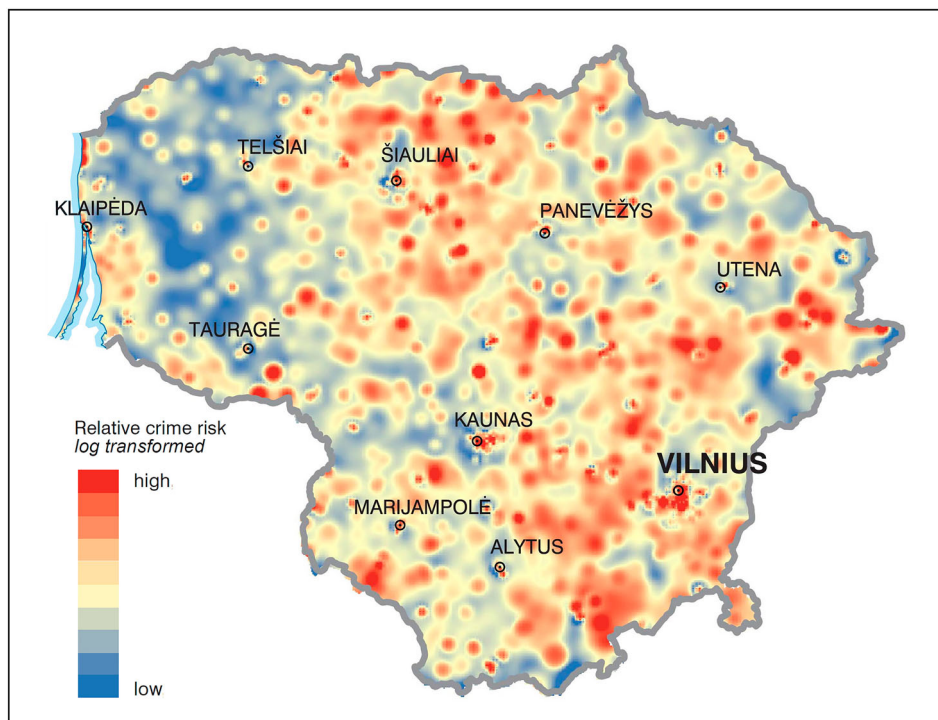 TELŠIAI
ŠIAULIAI
KLAIPĖDA
PANEVĖŽYS
UTENA
TAURAGĖ
KAUNAS
VILNIUS
MARIJAMPOLĖ
ALYTUS
Relative crime risk
log transformed
high
low